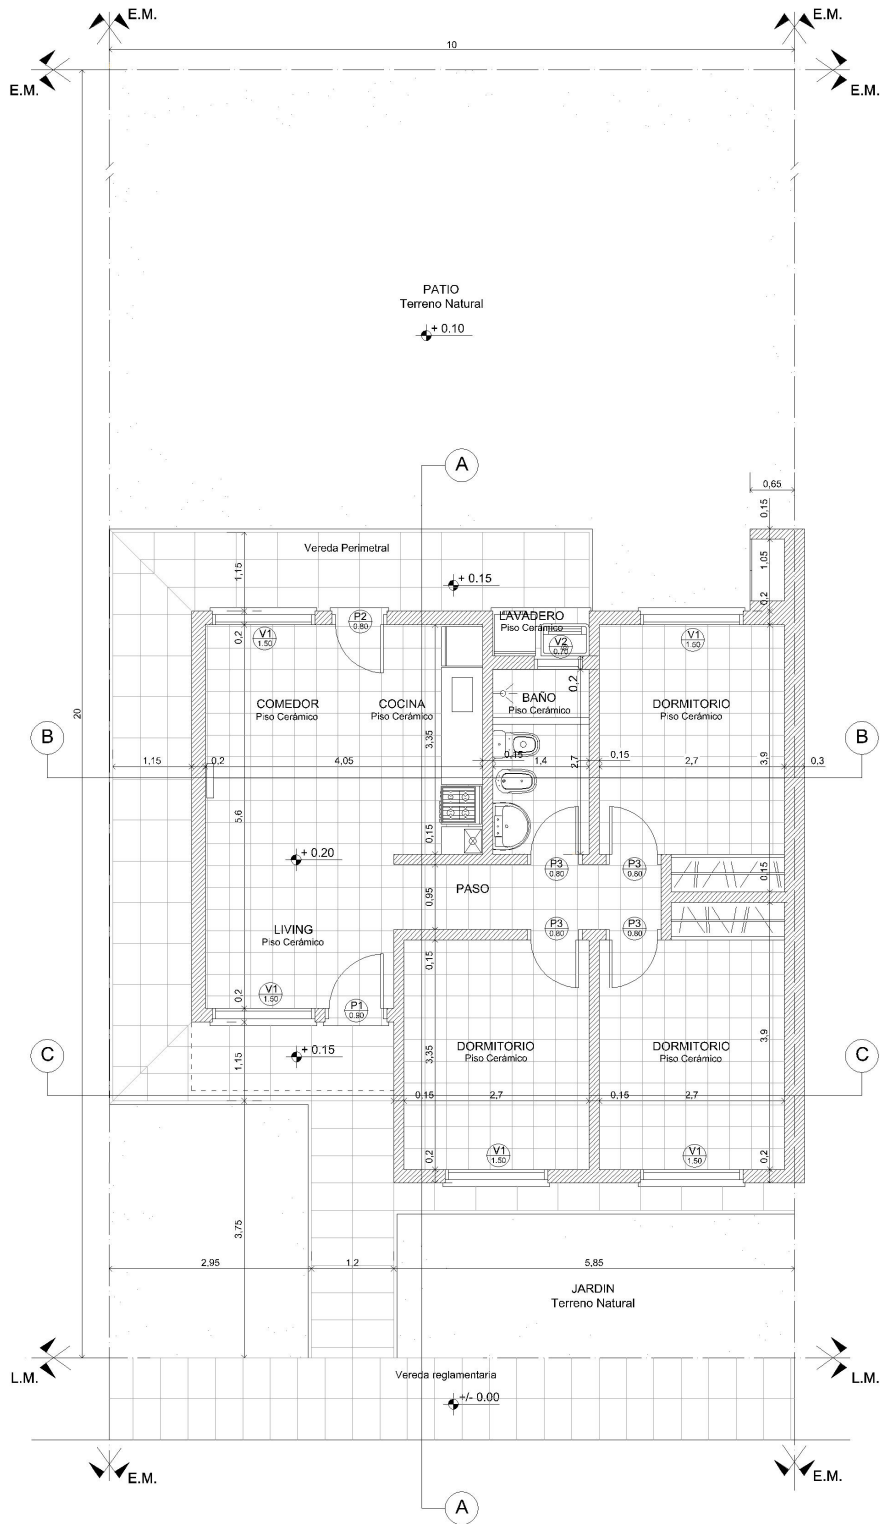 E.M.
E.M.
10
E.M.
E.M.
PATIO
Terreno Natural
+ 0.10
A
0,65
0,15
Vereda Perimetral
1,15
1,05
+ 0.15
0,2
LAVADERO
Piso Cerámico
P2
0.80
V1
1.50
0,2
V2
V1
1.50
0,2
COMEDOR
Piso Cerámico
COCINA
Piso Cerámico
BAÑO
Piso Cerámico
DORMITORIO
Piso Cerámico
20
3,35
B
B
1,15
0,2
4,05
0,15
1,4
2,7
0,15
2,7
3,9
0,3
5,6
0,15
+ 0.20
P3
0.80
P3
0.80
0,15
PASO
0,95
LIVING
Piso Cerámico
P3
0.80
P3
0.80
0,15
V1
1.50
0,2
P1
0.90
C
1,15
+ 0.15
3,35
DORMITORIO
Piso Cerámico
DORMITORIO
Piso Cerámico
3,9
C
0,15
2,7
0,15
2,7
0,2
V1
1.50
V1
1.50
0,2
3,75
2,95
1,2
5,85
JARDIN
Terreno Natural
L.M.
L.M.
Vereda reglamentaria
+/- 0.00
E.M.
E.M.
A